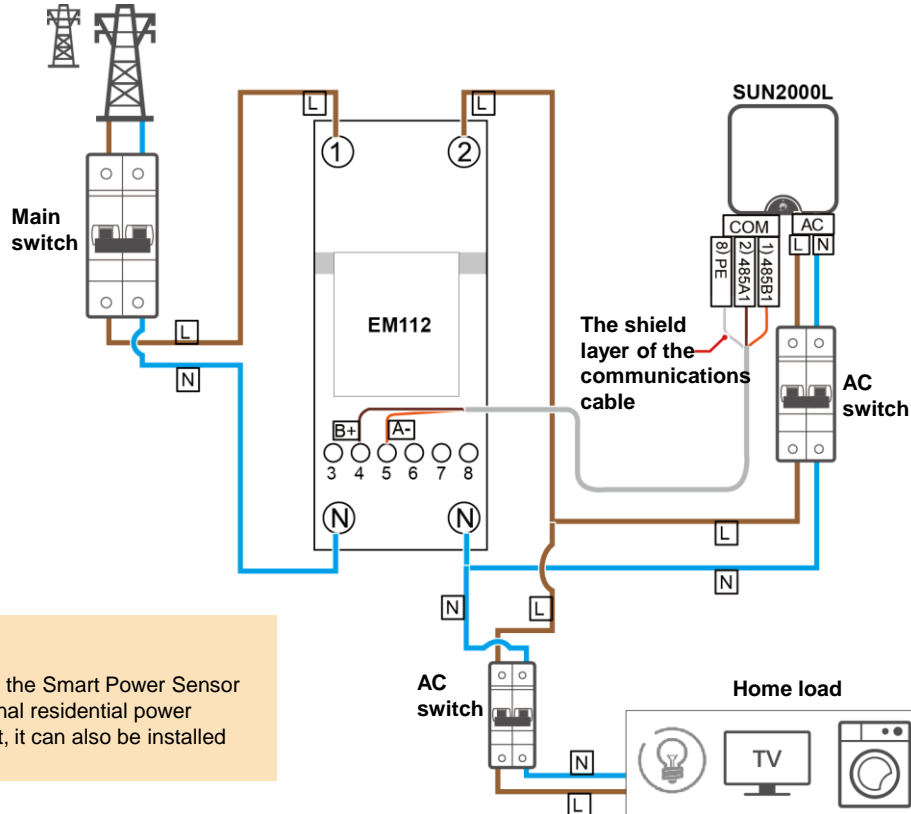 L
L
SUN2000L
1
2
Main
switch
COM
AC
L N
8) PE
2) 485A1
1) 485B1
L
EM112
The shield
layer of the
communications
cable
AC
switch
N
B+
A-
3 4 5 6 7 8
N
N
L
N
N
L
the Smart Power Sensor
nal residential power
t, it can also be installed
AC
switch
Home load
N
TV
L